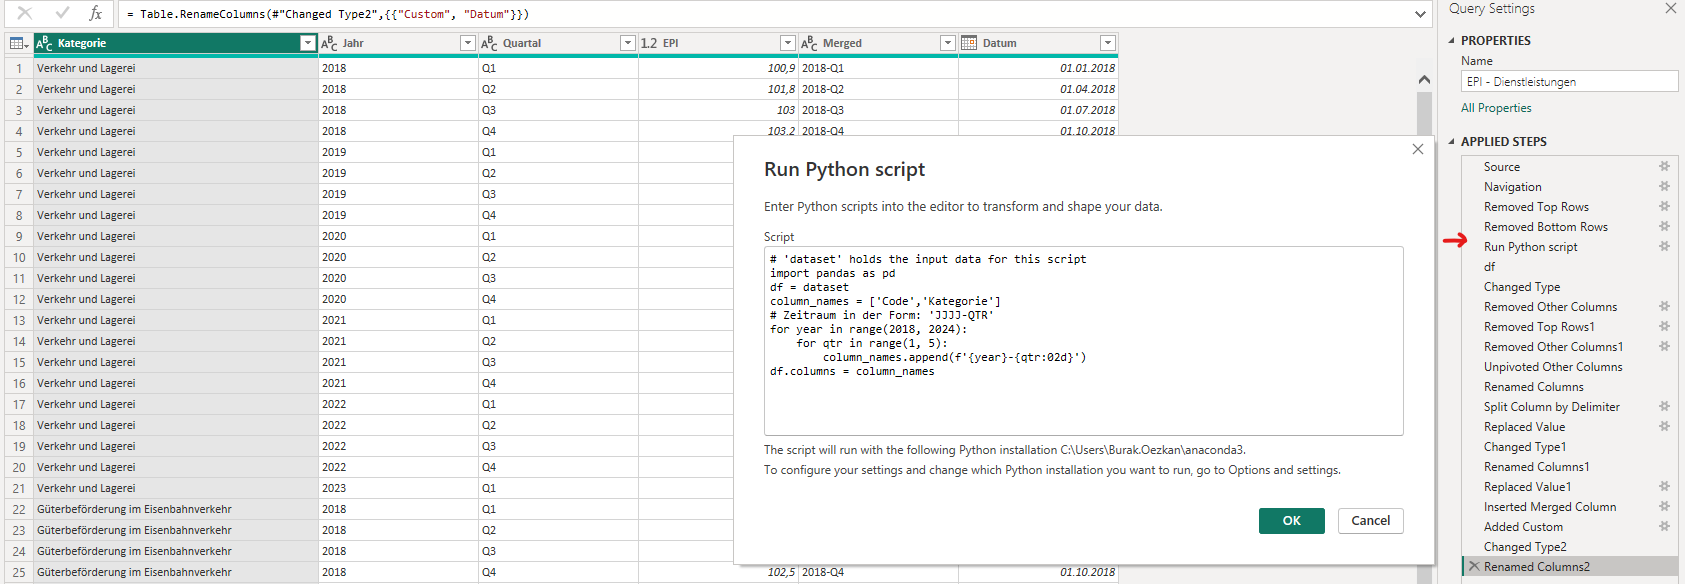 fx
= Table.RenameColumns(#"Changed Type2",{{"Custom", "Datum"}})
ABC Kategorie ABC Jahr ABC Quartal 1.2 EPI ABC Merged Datum
1 Verkehr und Lagerei 2018 Q1 100,9 2018-Q1 01.01.2018
2 Verkehr und Lagerei 2018 Q2 101,8 2018-Q2 01.04.2018
3 Verkehr und Lagerei 2018 Q3 103 2018-Q3 01.07.2018
4 Verkehr und Lagerei 2018 Q4 103,2 2018-Q4 01.10.2018
5 Verkehr und Lagerei 2019 Q1
6 Verkehr und Lagerei 2019 Q2
7 Verkehr und Lagerei 2019 Q3
8 Verkehr und Lagerei 2019 Q4
9 Verkehr und Lagerei 2020 Q1
10 Verkehr und Lagerei 2020 Q2
11 Verkehr und Lagerei 2020 Q3
12 Verkehr und Lagerei 2020 Q4
13 Verkehr und Lagerei 2021 Q1
14 Verkehr und Lagerei 2021 Q2
15 Verkehr und Lagerei 2021 Q3
16 Verkehr und Lagerei 2021 Q4
17 Verkehr und Lagerei 2022 Q1
18 Verkehr und Lagerei 2022 Q2
19 Verkehr und Lagerei 2022 Q3
20 Verkehr und Lagerei 2022 Q4
21 Verkehr und Lagerei 2023 Q1
22 Güterbeförderung im Eisenbahnverkehr 2018 Q1
23 Güterbeförderung im Eisenbahnverkehr 2018 Q2
24 Güterbeförderung im Eisenbahnverkehr 2018 Q3
25 Güterbeförderung im Eisenbahnverkehr 2018 Q4 102,5 2018-Q4 01.10.2018
Run Python script
Enter Python scripts into the editor to transform and shape your data.
Script
# 'dataset' holds the input data for this script
import pandas as pd
df = dataset
column_names = ['Code','Kategorie']
# Zeitraum in der Form: 'JJJJ-QTR'
for year in range(2018, 2024):
    for qtr in range(1, 5):
        column_names.append(f'{year}-{qtr:02d}')
df.columns = column_names
The script will run with the following Python installation C:\Users\Burak.Oezkan\anaconda3.
To configure your settings and change which Python installation you want to run, go to Options and settings.
OK Cancel
Query Settings
PROPERTIES
Name
EPI - Dienstleistungen
All Properties
APPLIED STEPS
Source
Navigation
Removed Top Rows
Removed Bottom Rows
Run Python script
df
Changed Type
Removed Other Columns
Removed Top Rows1
Removed Other Columns1
Unpivoted Other Columns
Renamed Columns
Split Column by Delimiter
Replaced Value
Changed Type1
Renamed Columns1
Replaced Value1
Inserted Merged Column
Added Custom
Changed Type2
Renamed Columns2